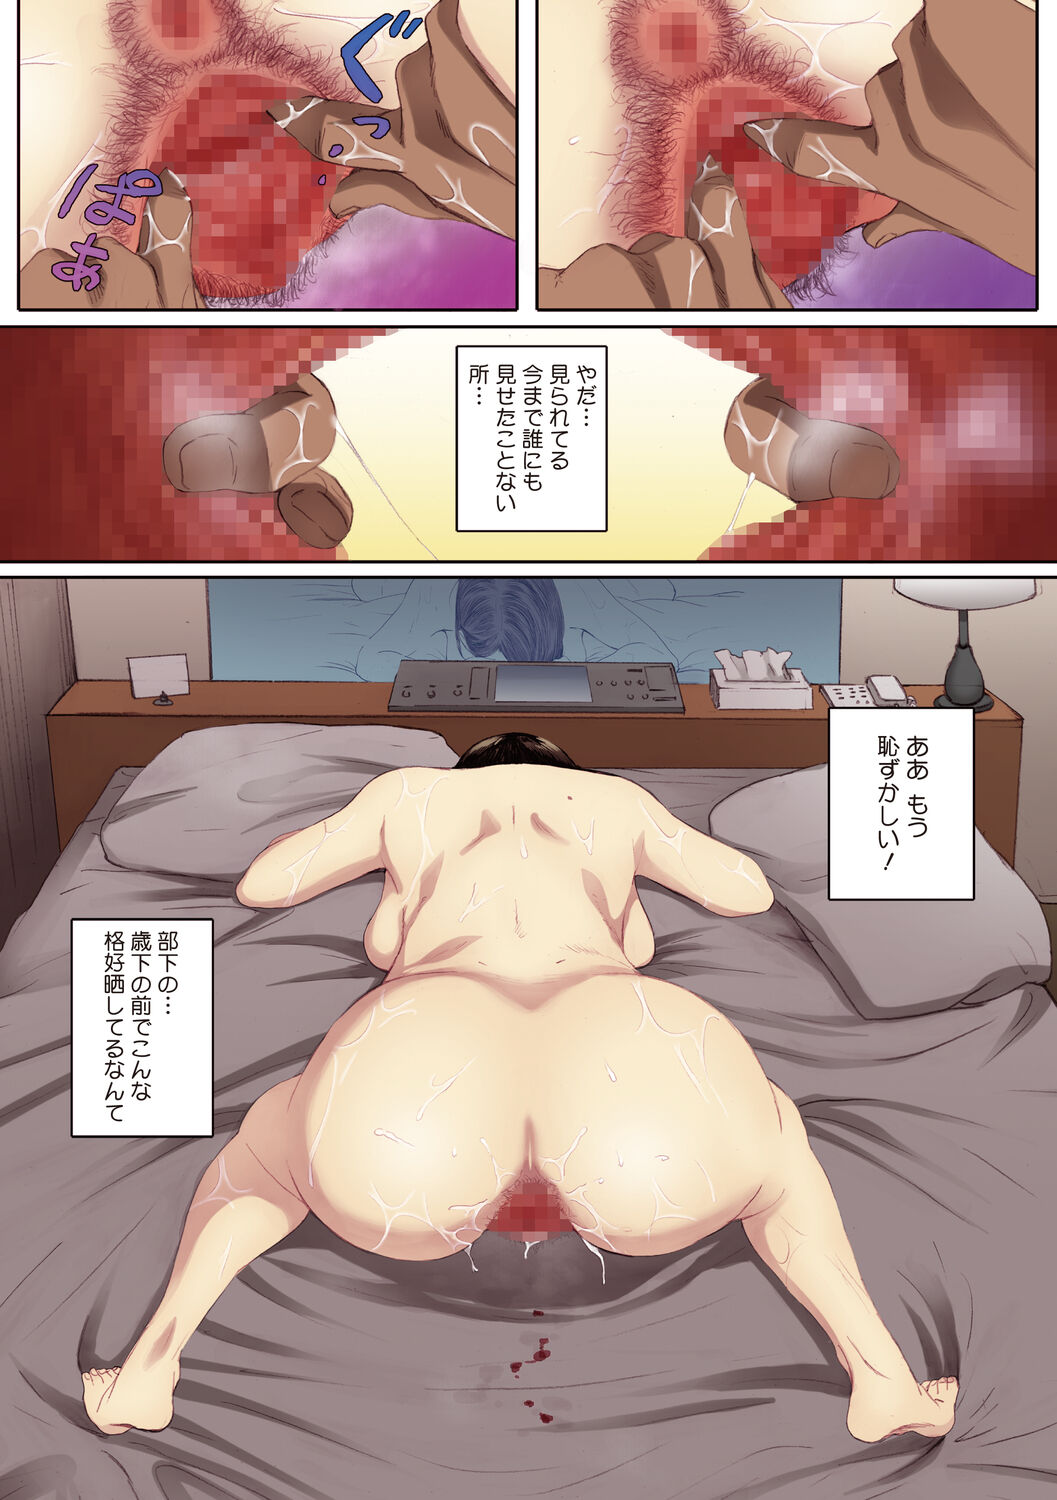 ぐっ
ぱぁ
やだ…
見られてる
今まで誰にも
見せたことない
所…
ああ もう
恥ずかしい！
部下の…
歳下の前でこんな
格好晒してるなんて